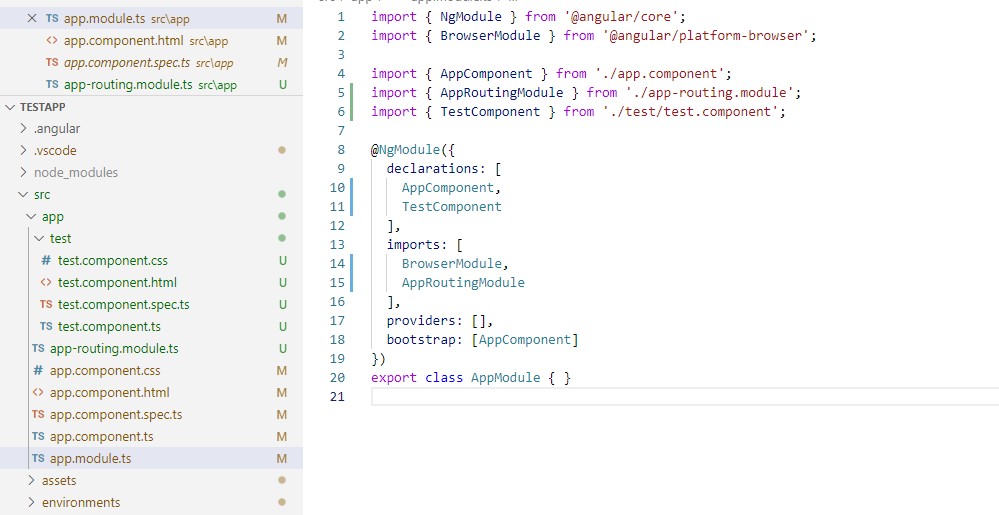 TS app.module.ts src\app M
<> app.component.html src\app M
TS app.component.spec.ts src\app M
TS app-routing.module.ts src\app U
TESTAPP
.angular
.vscode
node_modules
src
app
test
# test.component.css U
<> test.component.html U
TS test.component.spec.ts U
TS test.component.ts U
TS app-routing.module.ts U
# app.component.css M
<> app.component.html M
TS app.component.spec.ts M
TS app.component.ts M
TS app.module.ts M
assets
environments
1 import { NgModule } from '@angular/core';
2 import { BrowserModule } from '@angular/platform-browser';
3
4 import { AppComponent } from './app.component';
5 import { AppRoutingModule } from './app-routing.module';
6 import { TestComponent } from './test/test.component';
7
8 @NgModule({
9 declarations: [
10 AppComponent,
11 TestComponent
12 ],
13 imports: [
14 BrowserModule,
15 AppRoutingModule
16 ],
17 providers: [],
18 bootstrap: [AppComponent]
19 })
20 export class AppModule { }
21